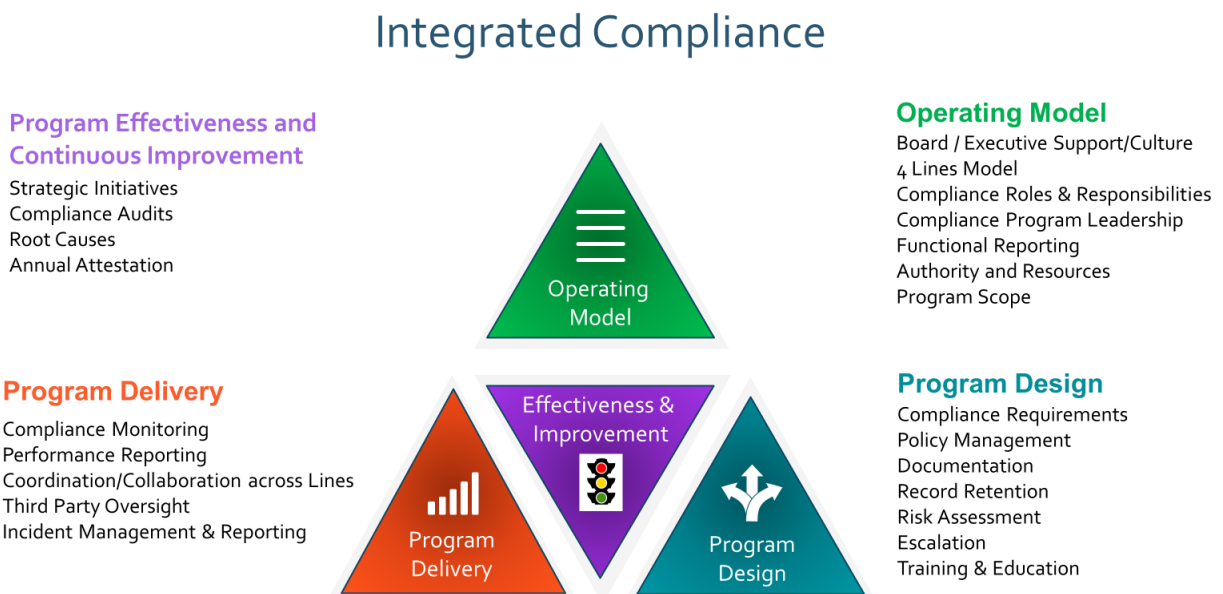 Integrated Compliance
Program Effectiveness and
Continuous Improvement
Strategic Initiatives
Compliance Audits
Root Causes
Annual Attestation
Operating Model
Board / Executive Support/Culture
4 Lines Model
Compliance Roles & Responsibilities
Compliance Program Leadership
Functional Reporting
Authority and Resources
Program Scope
Operating
Model
Program Delivery
Compliance Monitoring
Performance Reporting
Coordination/Collaboration across Lines
Third Party Oversight
Incident Management & Reporting
Effectiveness &
Improvement
Program
Delivery
Program
Design
Program Design
Compliance Requirements
Policy Management
Documentation
Record Retention
Risk Assessment
Escalation
Training & Education